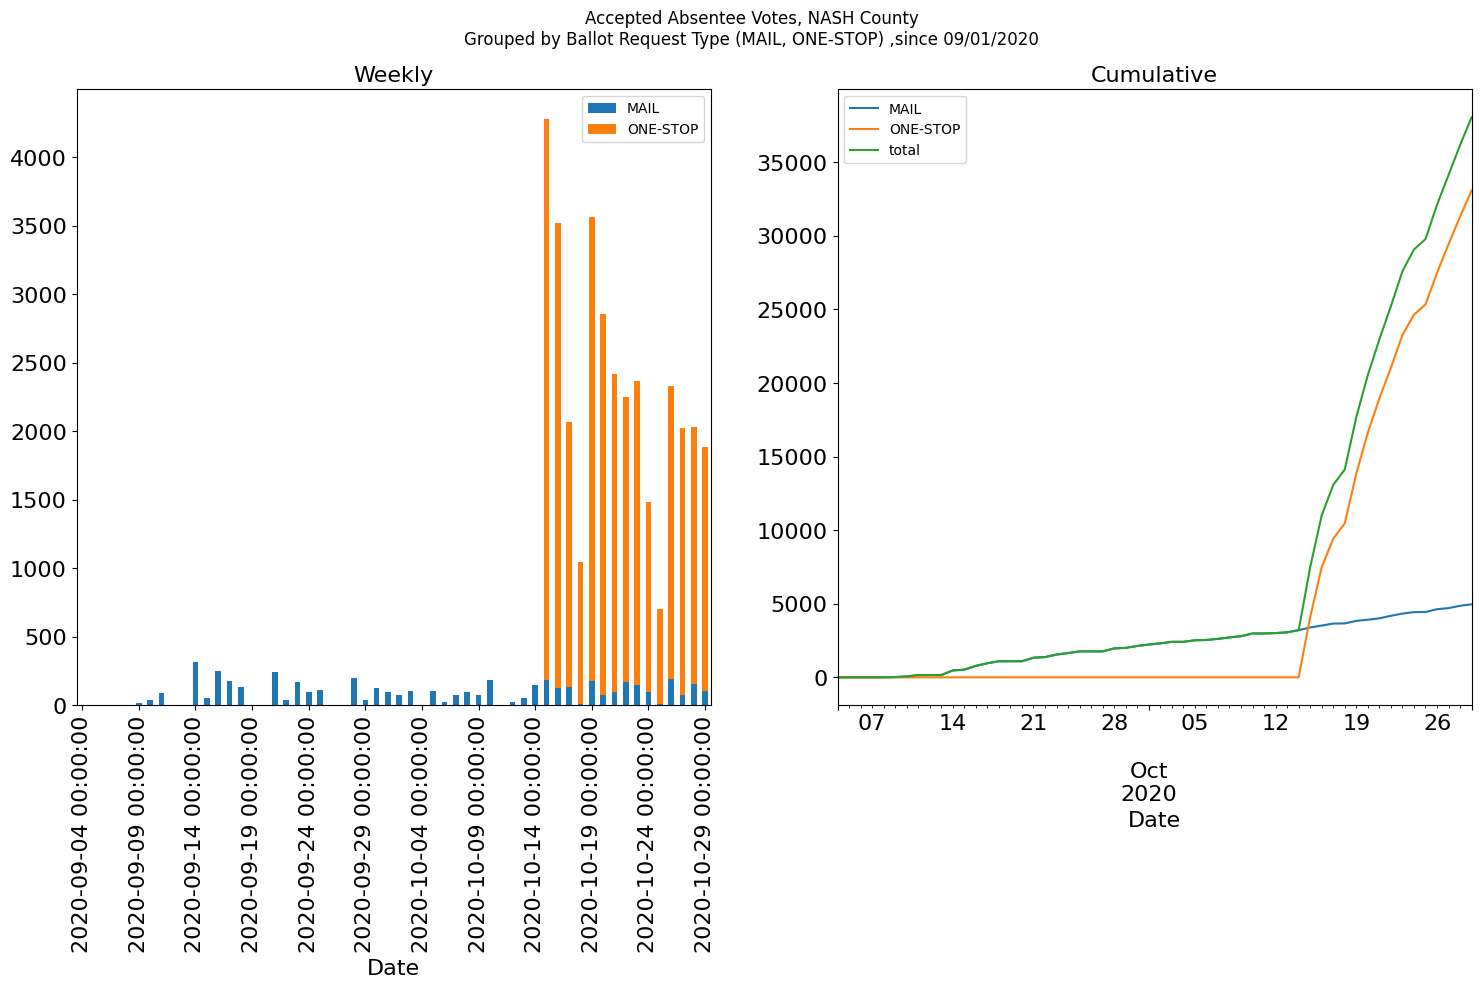 Accepted Absentee Votes, NASH County
Grouped by Ballot Request Type (MAIL, ONE-STOP) ,since 09/01/2020
Weekly
MAIL
ONE-STOP
4000
3500
3000
2500
2000
1500
1000
500
0
2020-09-04 00:00:00
2020-09-09 00:00:00
2020-09-14 00:00:00
2020-09-19 00:00:00
2020-09-24 00:00:00
2020-09-29 00:00:00
2020-10-04 00:00:00
2020-10-09 00:00:00
2020-10-14 00:00:00
2020-10-19 00:00:00
2020-10-24 00:00:00
2020-10-29 00:00:00
Date
Cumulative
MAIL
ONE-STOP
total
35000
30000
25000
20000
15000
10000
5000
0
07 14 21 28 05 12 19 26
Oct
2020
Date